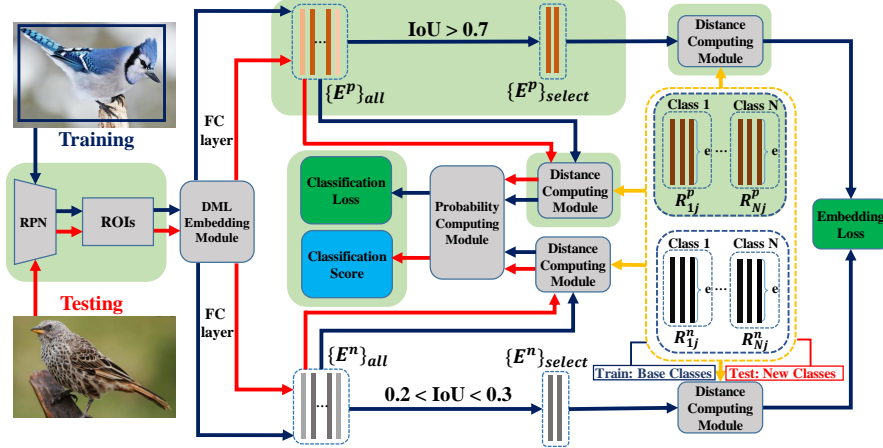 IoU > 0.7
Distance
Computing
Module
...
{E^p}_all
{E^p}_select
Training
FC
layer
Class 1
Class N
e
...
e
R^p_1j
R^p_Nj
Classification
Loss
Distance
Computing
Module
RPN
ROIs
DML
Embedding
Module
Probability
Computing
Module
Embedding
Loss
Classification
Score
Distance
Computing
Module
Class 1
Class N
e
...
e
R^n_1j
R^n_Nj
Testing
FC
layer
{E^n}_all
{E^n}_select
Train: Base Classes
Test: New Classes
...
0.2 < IoU < 0.3
Distance
Computing
Module